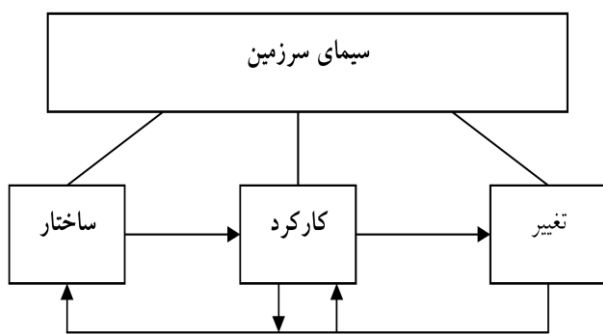 سیمای سرزمین
ساختار
کارکرد
تغییر